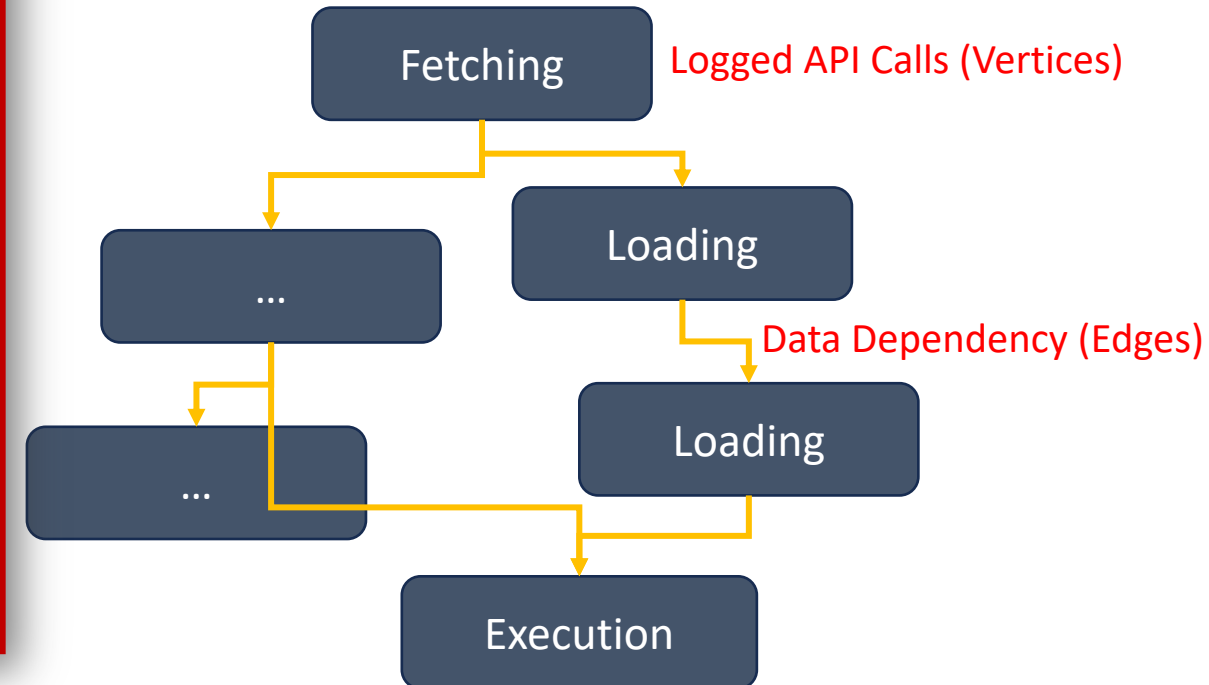 Fetching
Logged API Calls (Vertices)
Loading
...
Data Dependency (Edges)
Loading
...
Execution